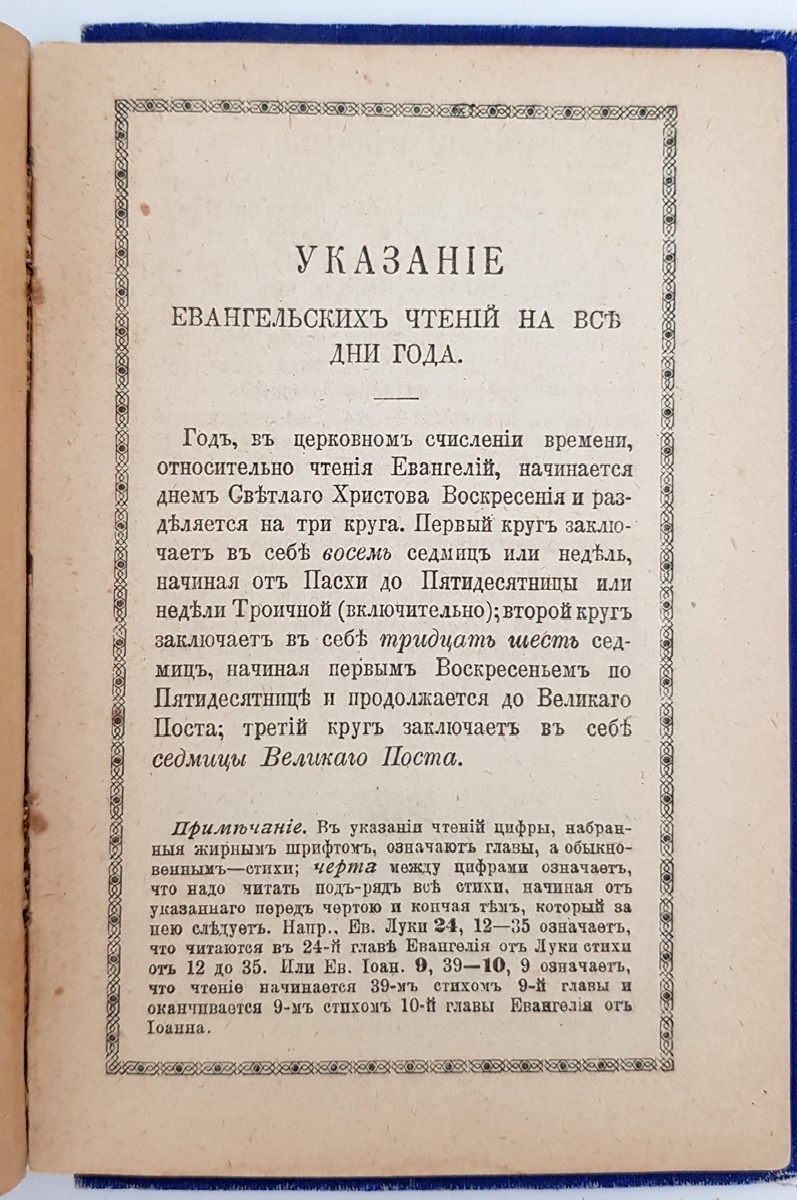 УКАЗАНІЕ
ЕВАНГЕЛЬСКИХЪ ЧТЕНІЙ НА ВСѢ
ДНИ ГОДА.
Годъ, въ церковномъ счисленіи времени,
относительно чтенія Евангелій, начинается
днемъ Свѣтлаго Христова Воскресенія и раз-
дѣляется на три круга. Первый кругъ заклю-
чаетъ въ себѣ восемь седмицъ или недѣль,
начиная отъ Пасхи до Пятидесятницы или
недѣли Троичной (включительно); второй кругъ
заключаетъ въ себѣ тридцать шесть сед-
мицъ, начиная первымъ Воскресеньемъ по
Пятидесятницѣ и продолжается до Великаго
Поста; третій кругъ заключаетъ въ себѣ
седмицы Великаго Поста.
Примѣчаніе. Въ указаніи чтеній цифры, набран-
ныя жирнымъ шрифтомъ, означаютъ главы, а обыкно-
веннымъ—стихи; черта между цифрами означаетъ,
что надо читать подъ-рядъ всѣ стихи, начиная отъ
указаннаго передъ чертою и кончая тѣмъ, который за
нею слѣдуетъ. Напр., Ев. Луки 24, 12—35 означаетъ,
что читаются въ 24-й главѣ Евангелія отъ Луки стихи
отъ 12 до 35. Или Ев. Іоан. 9, 39—10, 9 означаетъ,
что чтеніе начинается 39-мъ стихомъ 9-й главы и
оканчивается 9-мъ стихомъ 10-й главы Евангелія отъ
Іоанна.